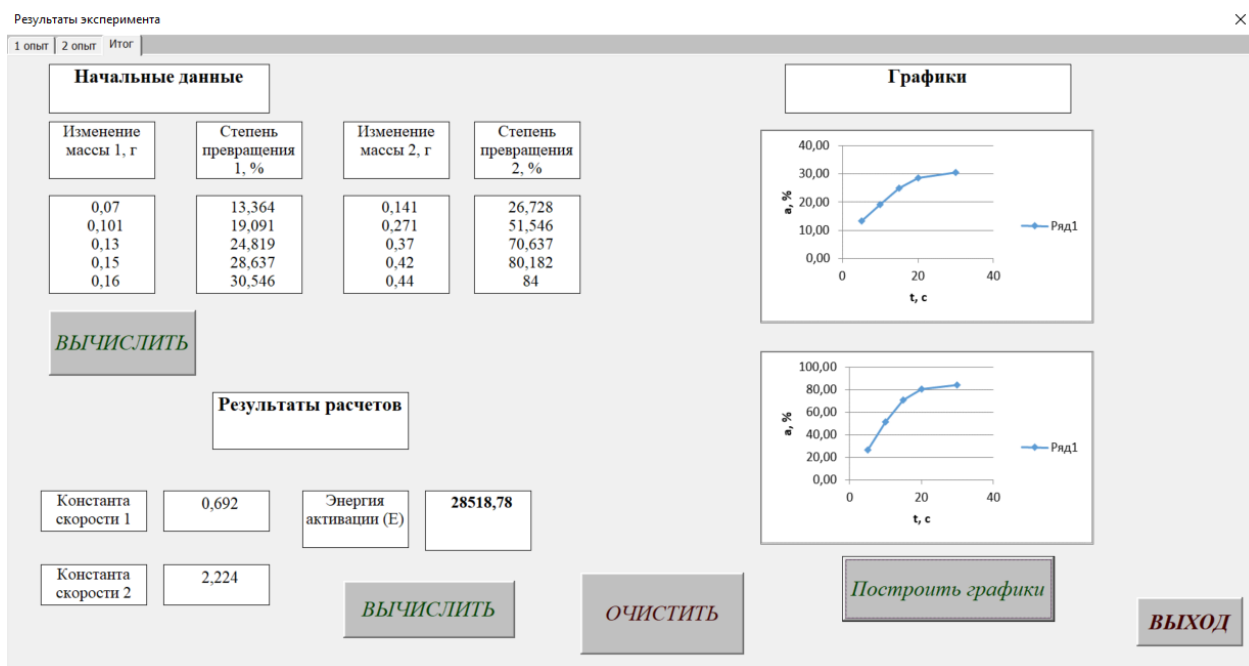 Результаты эксперимента
1 опыт
2 опыт
Итог
Начальные данные
Изменение
массы 1, г
Степень
превращения
1, %
Изменение
массы 2, г
Степень
превращения
2, %
0,07
0,101
0,13
0,15
0,16
13,364
19,091
24,819
28,637
30,546
0,141
0,271
0,37
0,42
0,44
26,728
51,546
70,637
80,182
84
ВЫЧИСЛИТЬ
Результаты расчетов
Константа
скорости 1
0,692
Энергия
активации (Е)
28518,78
Константа
скорости 2
2,224
ВЫЧИСЛИТЬ
ОЧИСТИТЬ
Графики
40,00
30,00
20,00
10,00
0,00
a, %
0
20
40
t, c
Ряд1
100,00
80,00
60,00
40,00
20,00
0,00
a, %
0
20
40
t, c
Ряд1
Построить графики
ВЫХОД